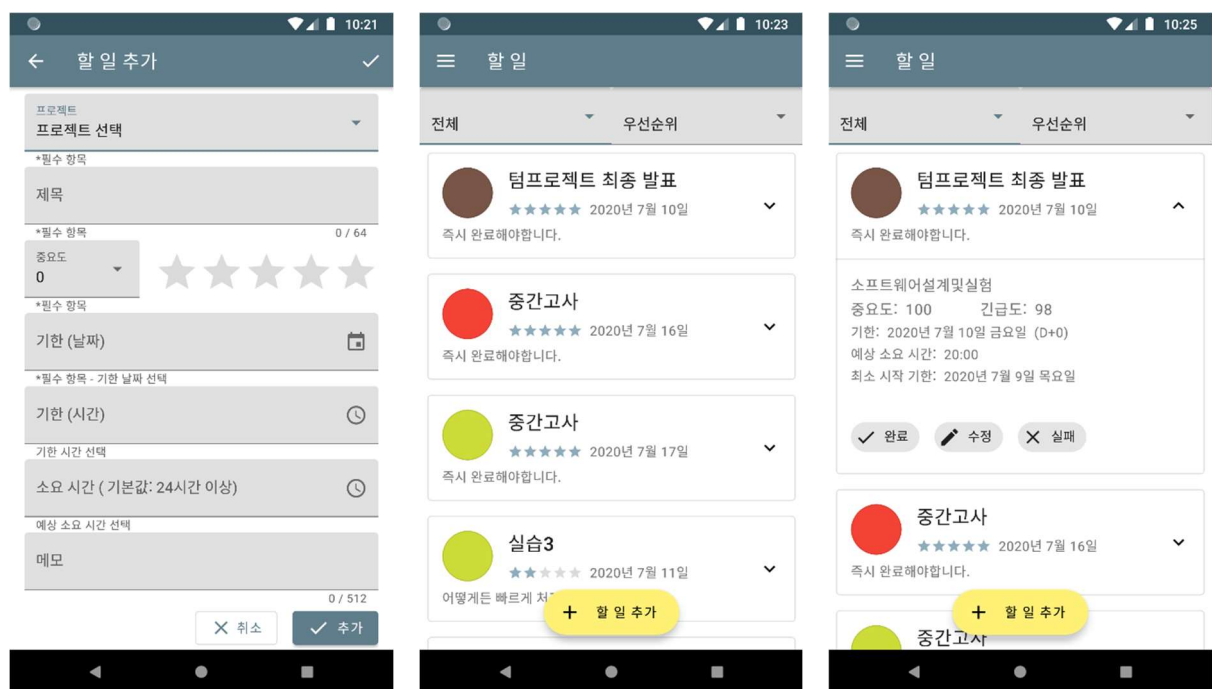 10:21
할 일 추가
프로젝트
프로젝트 선택
*필수 항목
제목
*필수 항목 0 / 64
중요도
0
*필수 항목
기한 (날짜)
*필수 항목 - 기한 날짜 선택
기한 (시간)
기한 시간 선택
소요 시간 ( 기본값: 24시간 이상)
예상 소요 시간 선택
메모
0 / 512
취소 추가
10:23
할 일
전체 우선순위
텀프로젝트 최종 발표
2020년 7월 10일
즉시 완료해야합니다.
중간고사
2020년 7월 16일
즉시 완료해야합니다.
중간고사
2020년 7월 17일
즉시 완료해야합니다.
실습3
2020년 7월 11일
어떻게든 빠르게
할 일 추가
10:25
할 일
전체 우선순위
텀프로젝트 최종 발표
2020년 7월 10일
즉시 완료해야합니다.
소프트웨어설계및실험
중요도: 100 긴급도: 98
기한: 2020년 7월 10일 금요일 (D+0)
예상 소요 시간: 20:00
최소 시작 기한: 2020년 7월 9일 목요일
완료 수정 실패
중간고사
2020년 7월 16일
즉시 완료해야합니다.
할 일 추가
중간고사